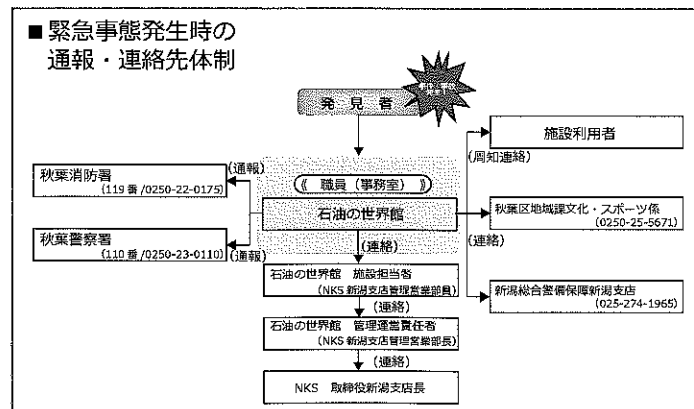 ■緊急事態発生時の
通報・連絡先体制
発見者
施設利用者
(周知連絡)
秋葉消防署
(119番/0250-22-0175)
(通報)
《 職員（事務室） 》
石油の世界館
秋葉区地域課文化・スポーツ係
(0250-25-5671)
(連絡)
秋葉警察署
(110番/0250-23-0110)
(通報)
(連絡)
石油の世界館 施設担当者
(NKS新潟支店管理営業部員)
新潟綜合警備保障新潟支店
(025-274-1965)
(連絡)
石油の世界館 管理運営責任者
(NKS新潟支店管理営業部長)
(連絡)
NKS 取締役新潟支店長